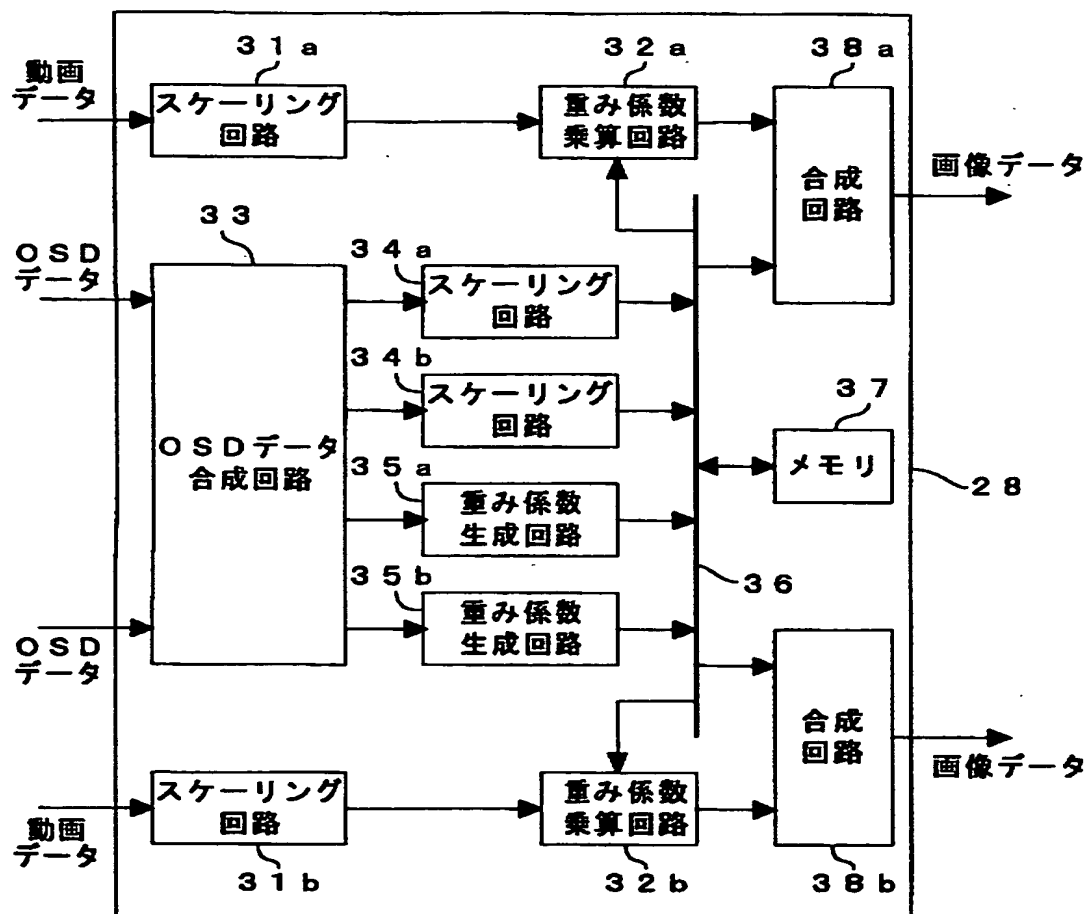 31a
32a
38a
動画
データ
スケーリング
回路
重み係数
乗算回路
合成
回路
画像データ
33
OSD
データ
34a
スケーリング
回路
34b
スケーリング
回路
37
OSDデータ
合成回路
メモリ
28
35a
重み係数
生成回路
36
35b
重み係数
生成回路
OSD
データ
合成
回路
画像データ
スケーリング
回路
重み係数
乗算回路
動画
データ
31b
32b
38b